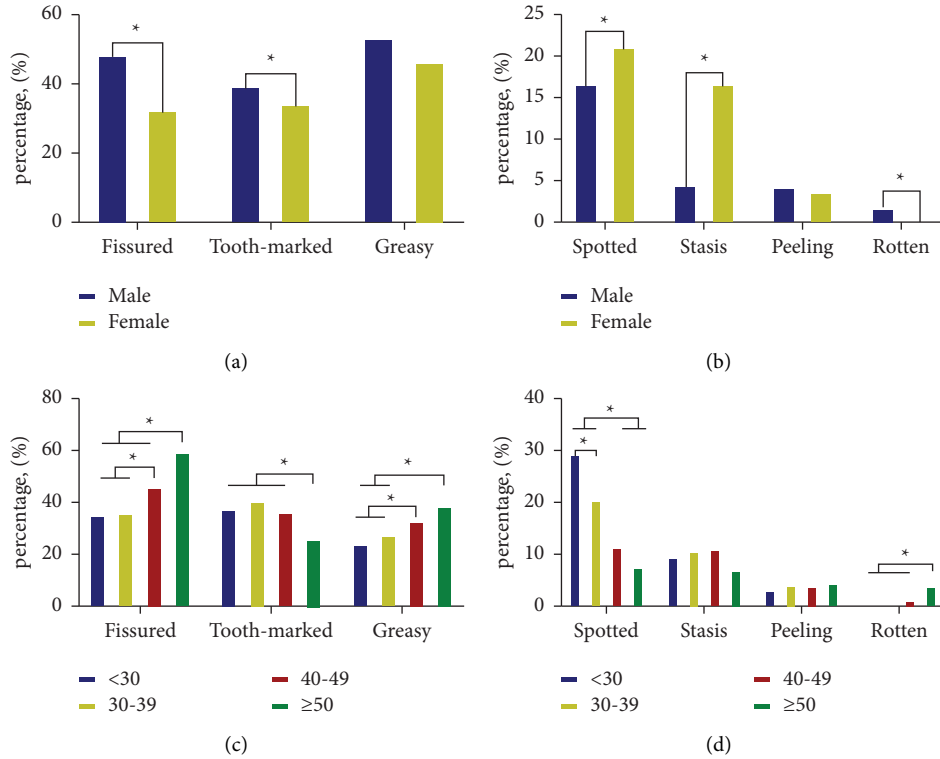 percentage, (%)
60
40
20
0
* * 
Fissured Tooth-marked Greasy
Male
Female
(a)
percentage, (%)
25
20
15
10
5
0
* * *
Spotted Stasis Peeling Rotten
Male
Female
(b)
percentage, (%)
80
60
40
20
0
* * * * *
Fissured Tooth-marked Greasy
<30 40-49
30-39 ≥50
(c)
percentage, (%)
40
30
20
10
0
* * *
Spotted Stasis Peeling Rotten
<30 40-49
30-39 ≥50
(d)